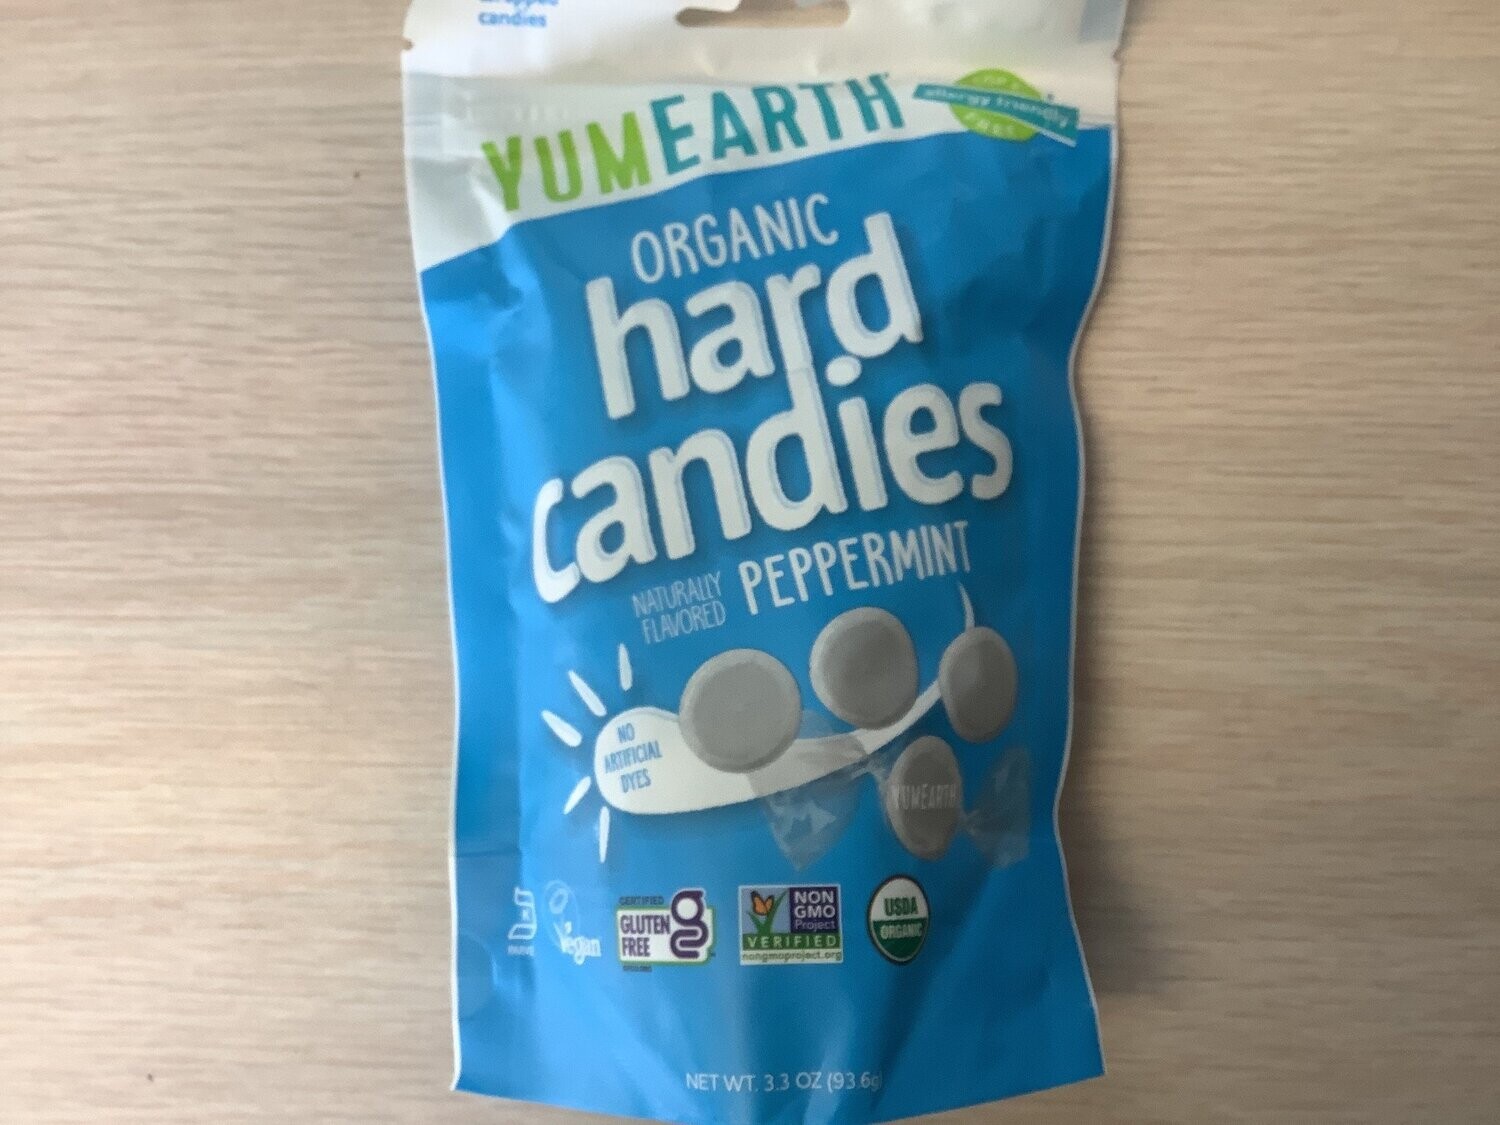 candies
YUMEARTH
allergy friendly
FREE
ORGANIC
hard
candies
NATURALLY
FLAVORED
PEPPERMINT
NO
ARTIFICIAL
DYES
YUMEARTH
Vegan
CERTIFIED
GLUTEN
FREE
NON
GMO
Project
VERIFIED
nongmoproject.org
USDA
ORGANIC
NET WT. 3.3 OZ (93.6g)